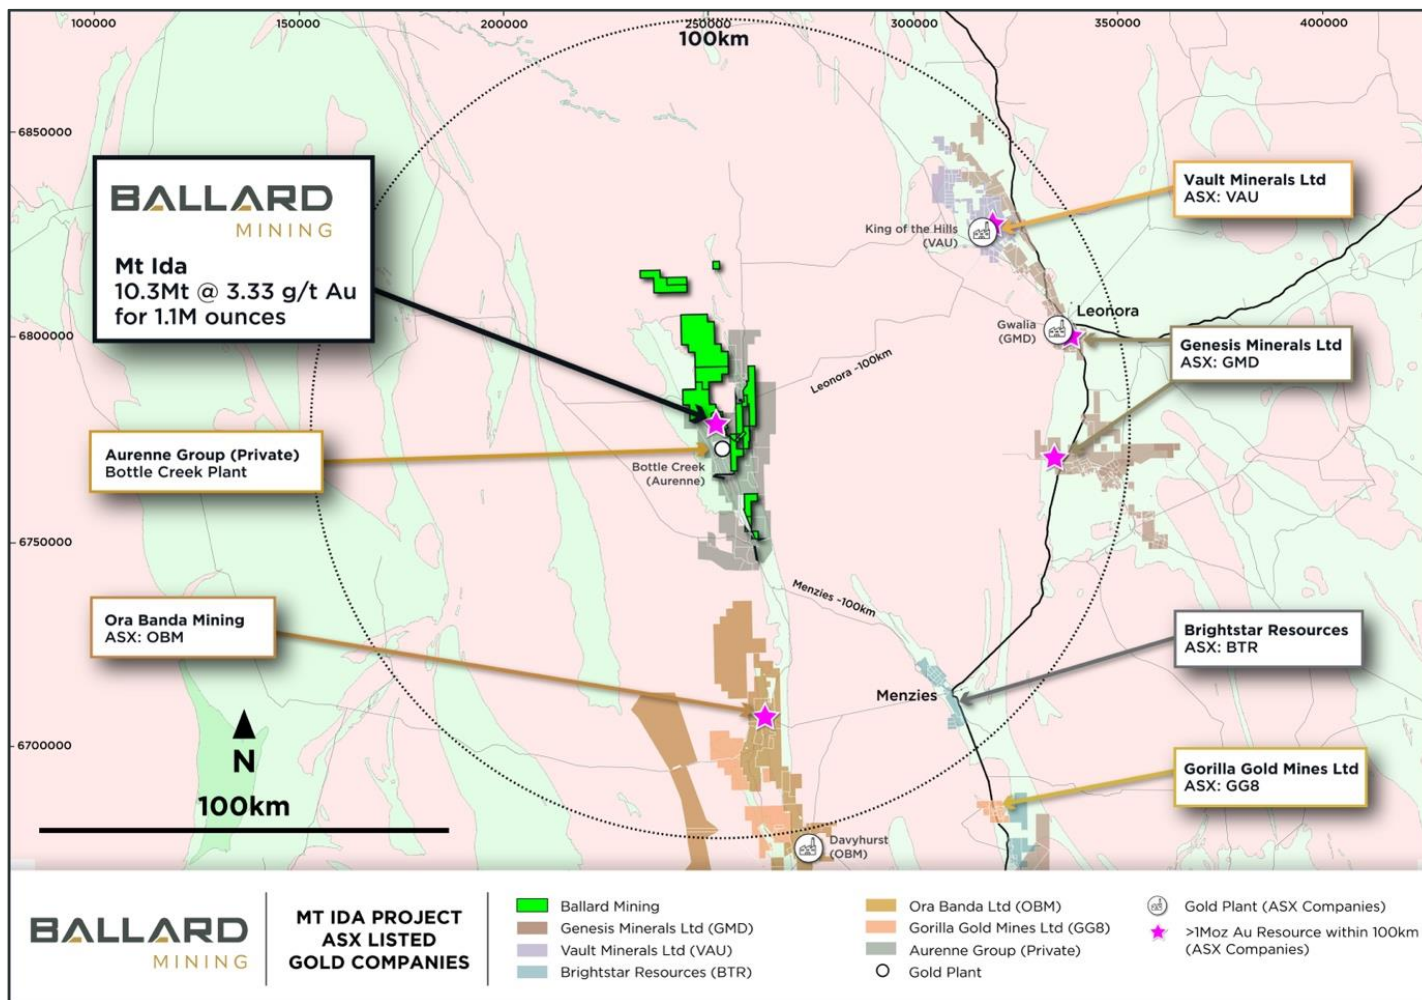 100000
150000
200000
250000
300000
350000
400000
100km
6850000
6800000
6750000
6700000
BALLARD
MINING
Mt Ida
10.3Mt @ 3.33 g/t Au
for 1.1M ounces
Vault Minerals Ltd
ASX: VAU
King of the Hills
(VAU)
Leonora
Gwalia
(GMD)
Genesis Minerals Ltd
ASX: GMD
Leonora ~100km
Aurenne Group (Private)
Bottle Creek Plant
Bottle Creek
(Aurenne)
Menzies ~100km
Ora Banda Mining
ASX: OBM
Brightstar Resources
ASX: BTR
Menzies
N
100km
Gorilla Gold Mines Ltd
ASX: GG8
Davyhurst
(OBM)
BALLARD
MINING
MT IDA PROJECT
ASX LISTED
GOLD COMPANIES
Ballard Mining
Genesis Minerals Ltd (GMD)
Vault Minerals Ltd (VAU)
Brightstar Resources (BTR)
Ora Banda Ltd (OBM)
Gorilla Gold Mines Ltd (GG8)
Aurenne Group (Private)
Gold Plant
Gold Plant (ASX Companies)
>1Moz Au Resource within 100km
(ASX Companies)